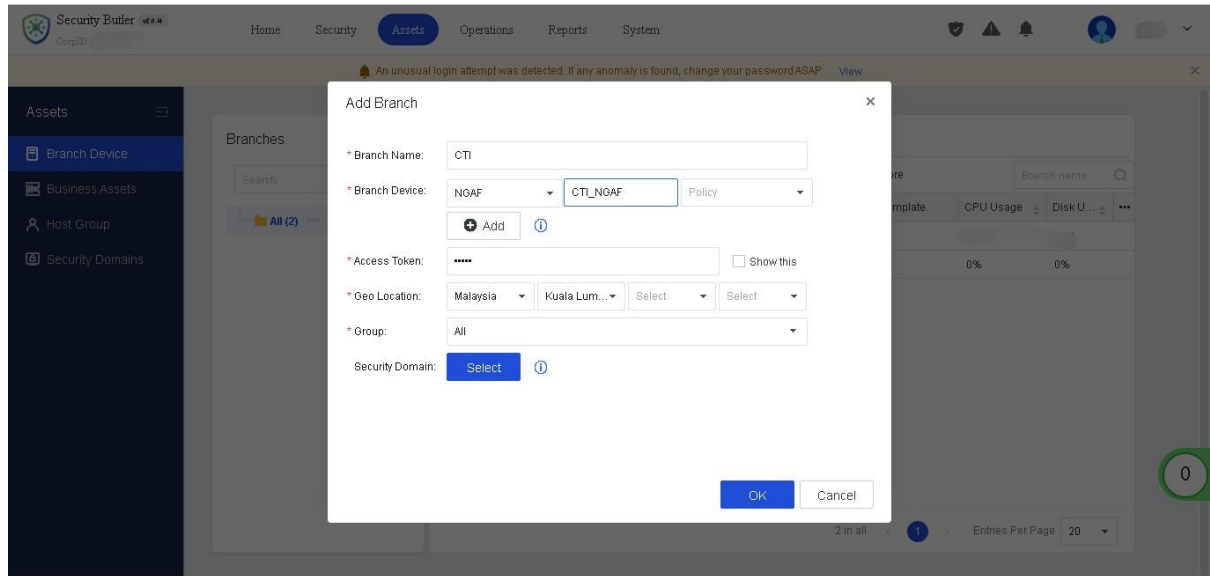 Security Butler v2.0.4
CorpID:
Home Security Assets Operations Reports System
An unusual login attempt was detected. If any anomaly is found, change your password ASAP. View
Assets
Branch Device
Business Assets
Host Group
Security Domains
Branches
Search
All (2)
Add Branch
* Branch Name: CTI
* Branch Device: NGAF CTI_NGAF Policy
Add
* Access Token: •••••• Show this
* Geo Location: Malaysia Kuala Lum... Select Select
* Group: All
Security Domain: Select
OK Cancel
Branch name
CPU Usage Disk U...
0% 0%
2 in all < 1 > Entries Per Page 20
0